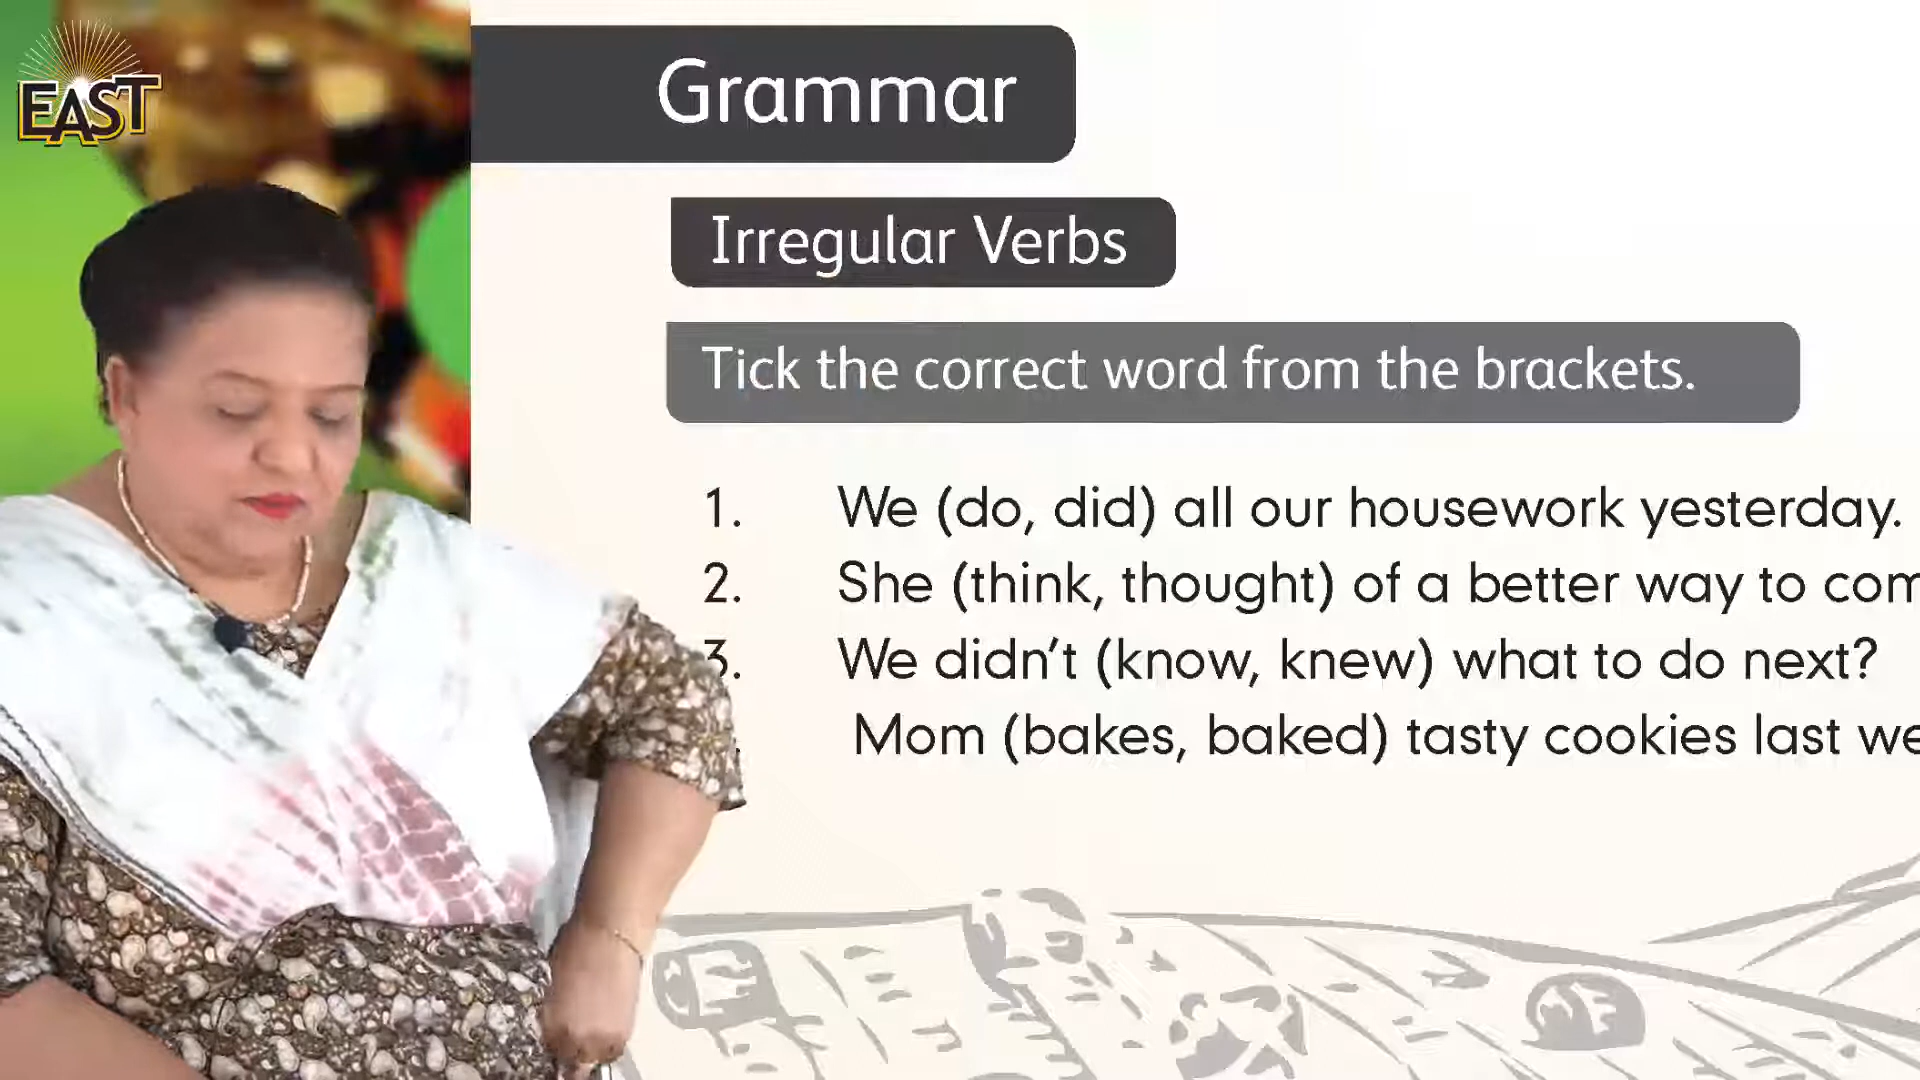 EAST
Grammar
Irregular Verbs
Tick the correct word from the brackets.
1. We (do, did) all our housework yesterday.
2. She (think, thought) of a better way to
3. We didn't (know, knew) what to do next?
Mom (bakes, baked) tasty cookies last